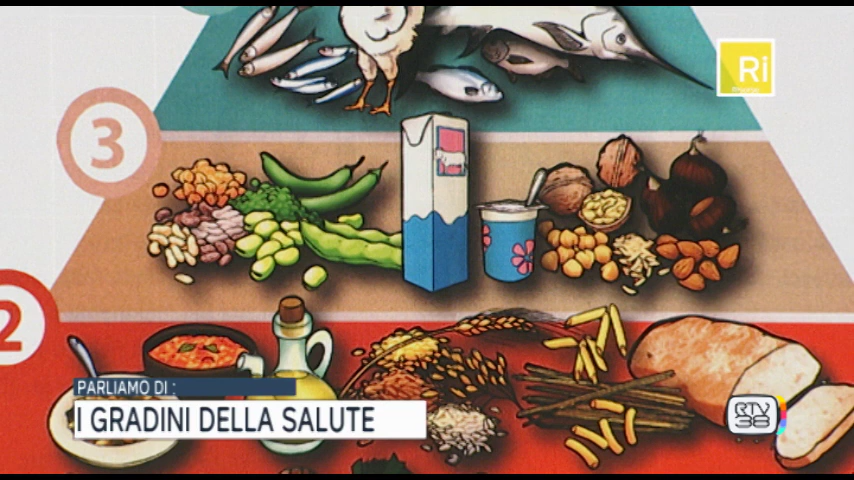 Ri
3
2
PARLIAMO DI :
I GRADINI DELLA SALUTE
RTV
38